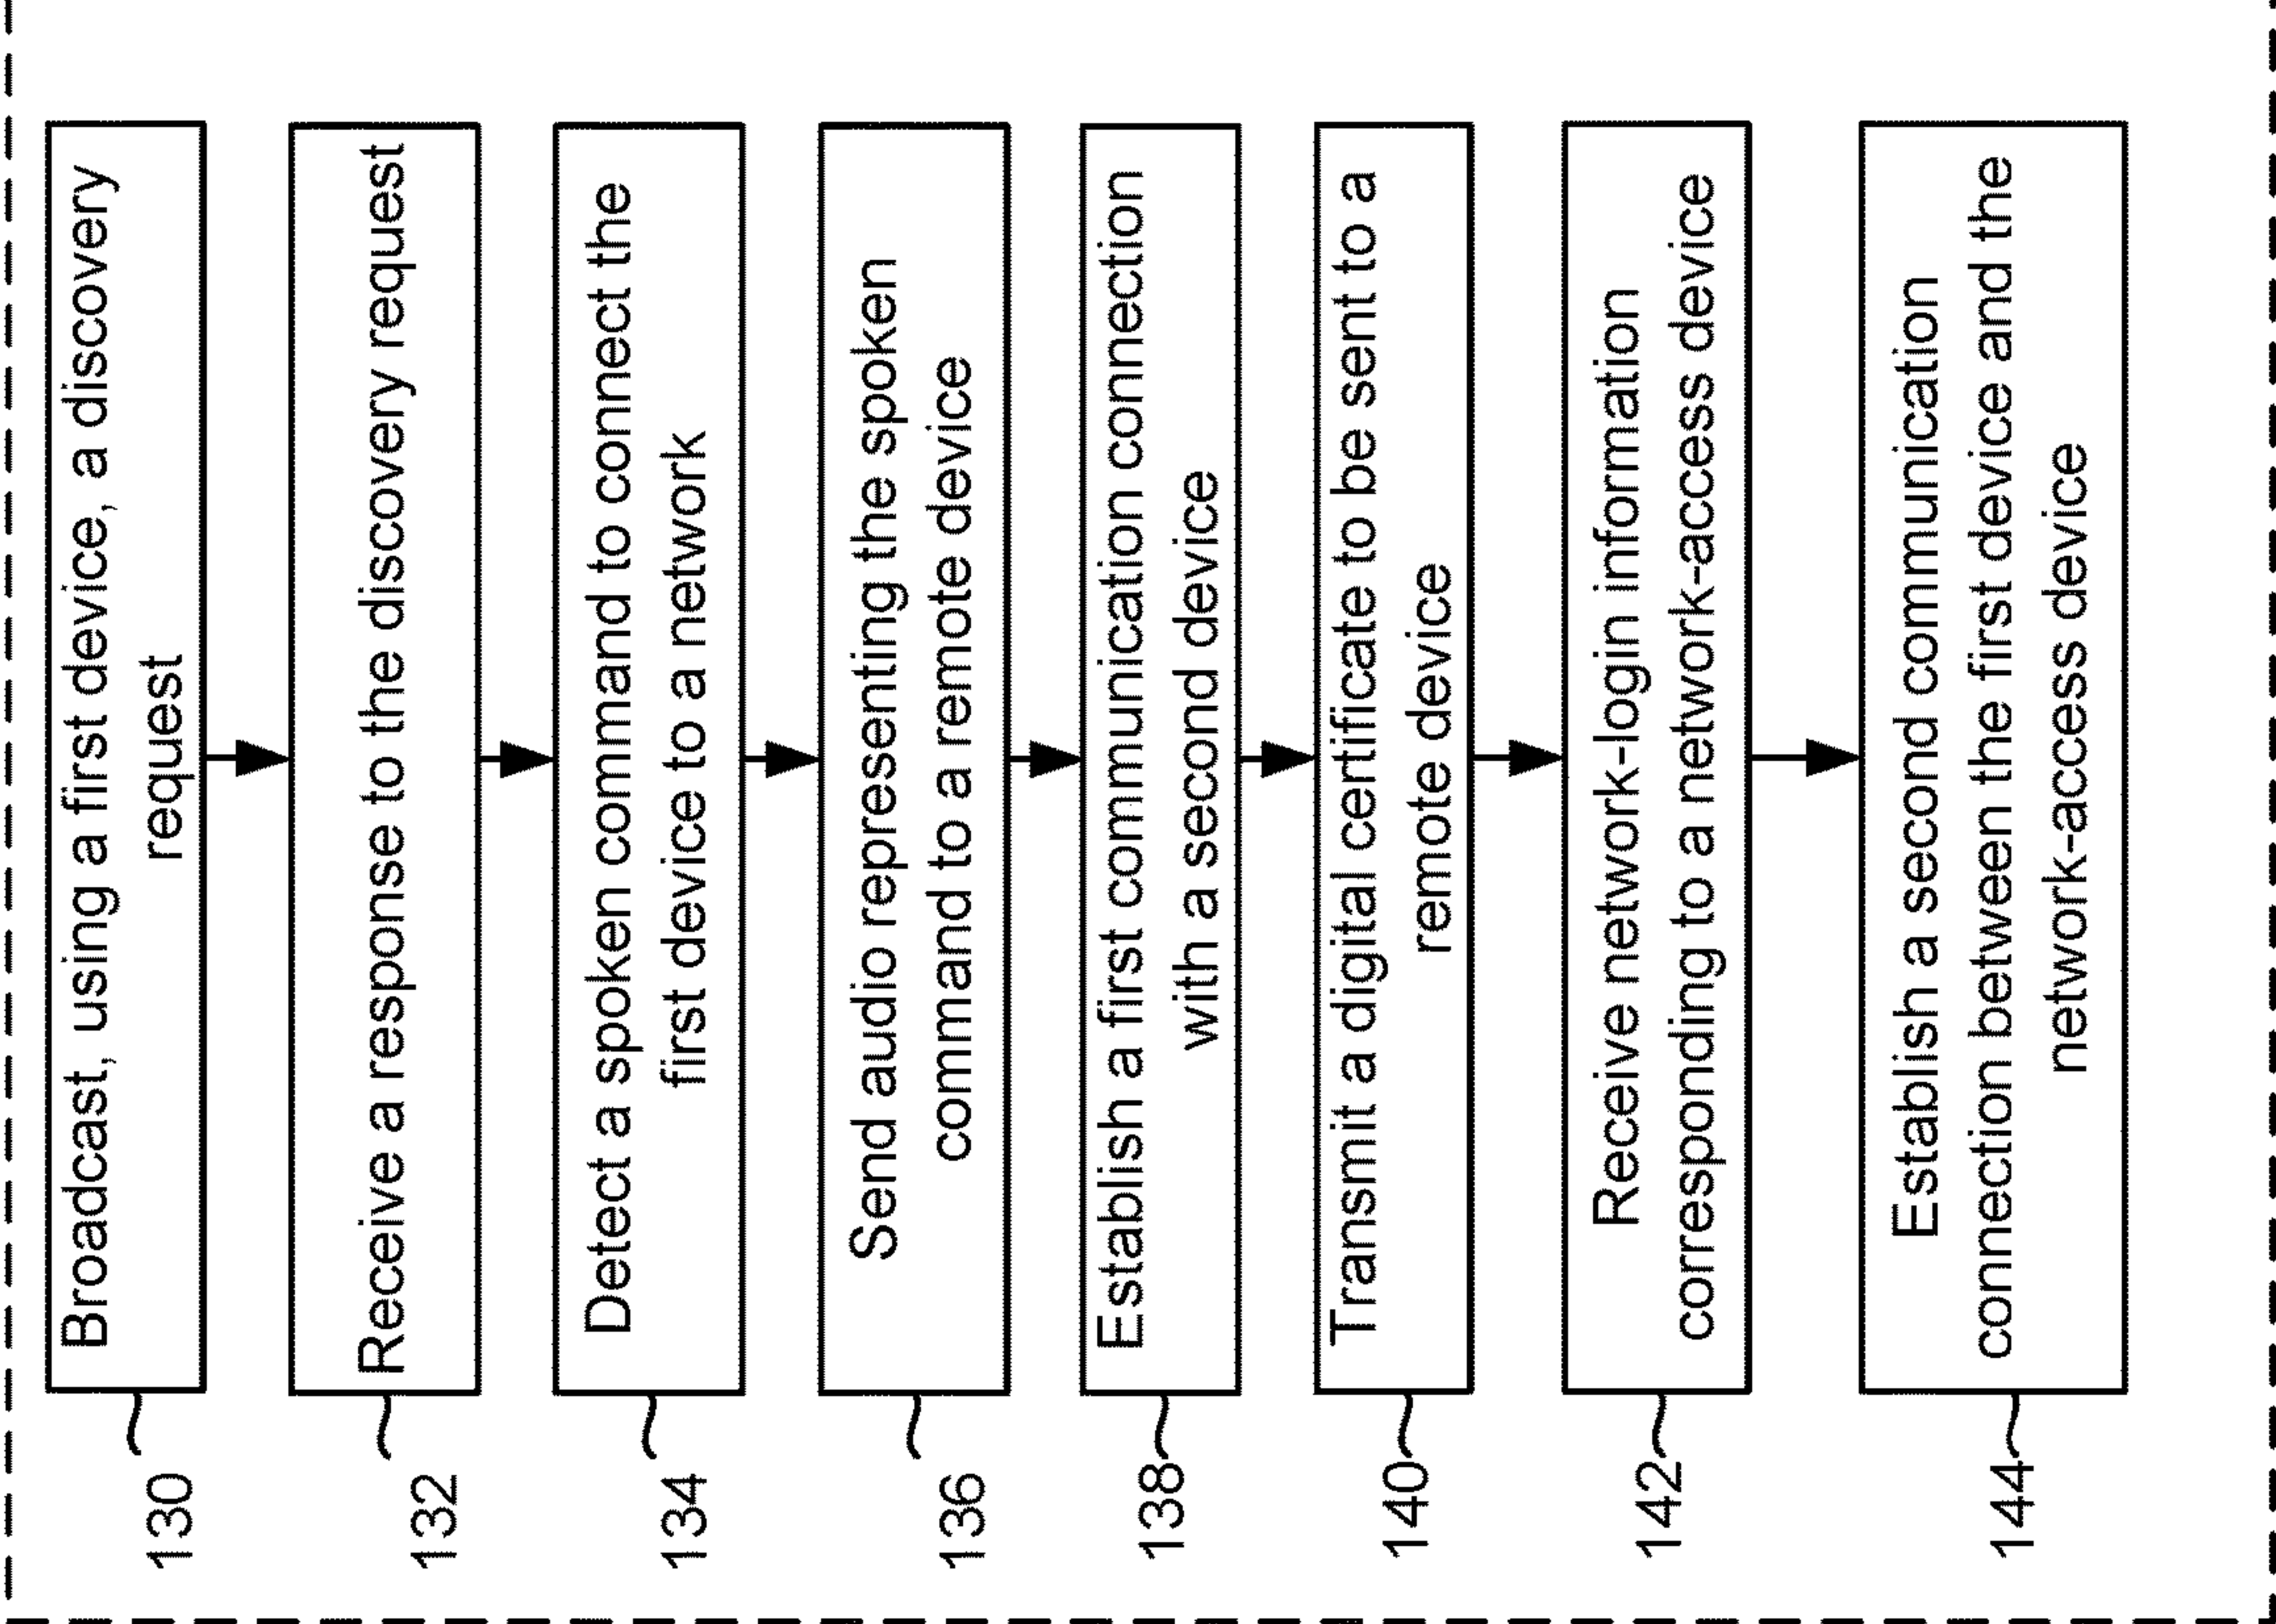 130
Broadcast, using a first device, a discovery
request
132
Receive a response to the discovery request
134
Detect a spoken command to connect the
first device to a network
136
Send audio representing the spoken
command to a remote device
138
Establish a first communication connection
with a second device
140
Transmit a digital certificate to be sent to a
remote device
142
Receive network-login information
corresponding to a network-access device
144
Establish a second communication
connection between the first device and the
network-access device